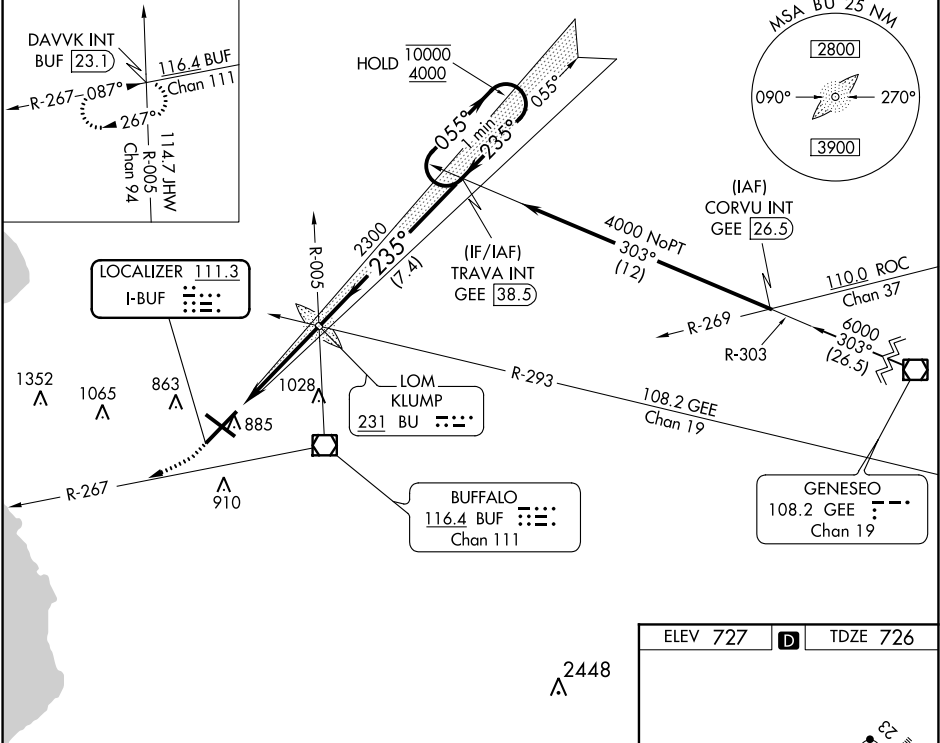 DAVVK INT
BUF 23.1
116.4 BUF
Chan 111
R-267
087°
267°
114.7 JHW
R-005
Chan 94
HOLD 10000
4000
055°
1 min
235°
055°
MSA BU 25 NM
2800
090°
270°
3900
(IAF)
CORVU INT
GEE 26.5
4000 NoPT
303°
(12)
110.0 ROC
Chan 37
R-269
R-303
6000
303°
(26.5)
(IF/IAF)
TRAVA INT
GEE 38.5
2300
235°
(7.4)
R-005
LOCALIZER 111.3
I-BUF
1352
1065
863
1028
885
910
LOM
KLUMP
231 BU
R-293
108.2 GEE
Chan 19
R-267
BUFFALO
116.4 BUF
Chan 111
GENESEO
108.2 GEE
Chan 19
ELEV 727
D
TDZE 726
2448
23